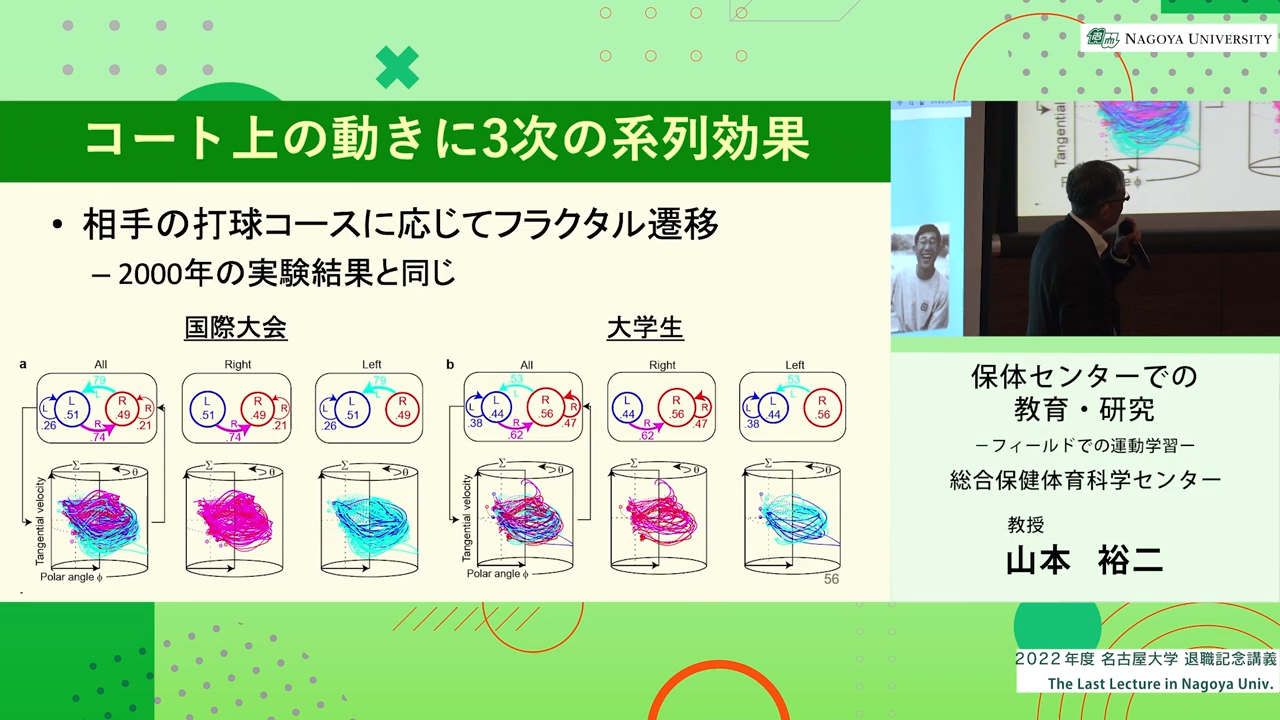 NAGOYA UNIVERSITY
コート上の動きに3次の系列効果
• 相手の打球コースに応じてフラクタル遷移
– 2000年の実験結果と同じ
国際大会
大学生
a All Right Left
L .51 R .49 .79 L L .26 R .74 R .21
L .51 R .49 R .74 R .21
L .51 R .49 .79 L L .26
Σ θ Σ θ Σ θ
Tangential velocity
Polar angle ϕ
b All Right Left
L .44 R .56 .53 L L .38 R .62 R .47
L .44 R .56 R .62 R .47
L .44 R .56 .53 L L .38
Σ θ Σ θ Σ θ
Tangential velocity
Polar angle ϕ
56
Tangential
保体センターでの
教育・研究
－フィールドでの運動学習－
総合保健体育科学センター
教授
山本 裕二
2022年度 名古屋大学 退職記念講義
The Last Lecture in Nagoya Univ.